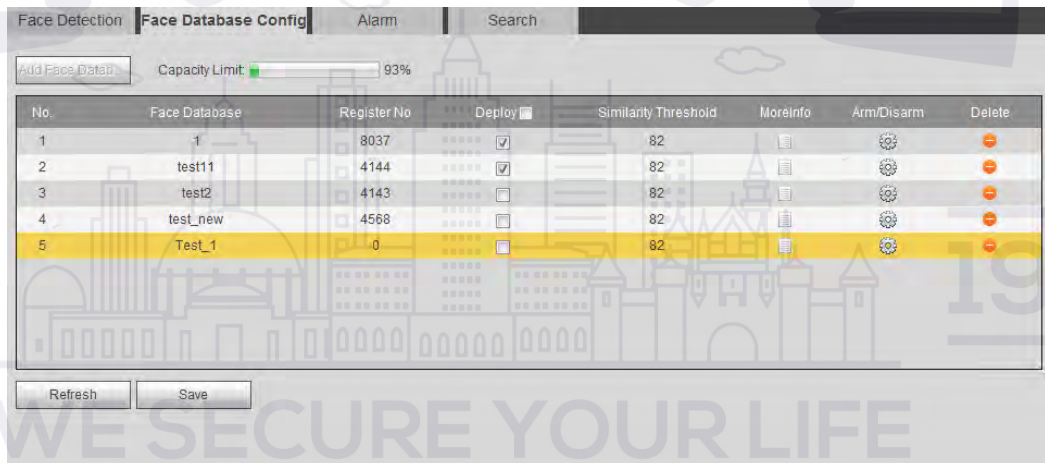 Face Detection Face Database Config Alarm Search
Add Face Datab Capacity Limit: 93%
No. Face Database Register No Deploy Similarity Threshold MoreInfo Arm/Disarm Delete
1 1 8037 82
2 test11 4144 82
3 test2 4143 82
4 test_new 4568 82
5 Test_1 0 82
19
Refresh Save
WE SECURE YOUR LIFE